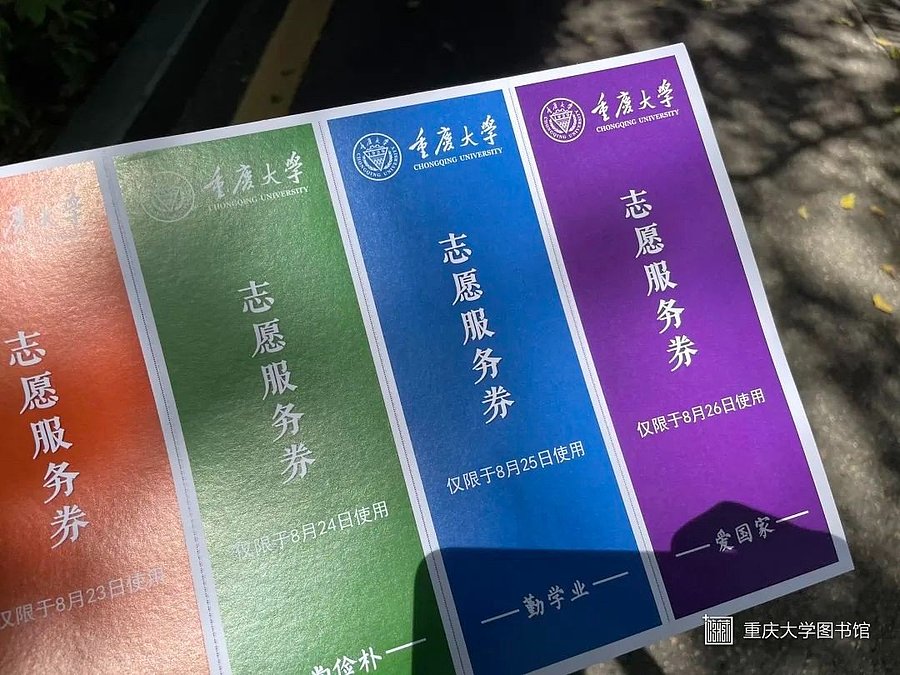 重庆大学
志愿服务券
仅限于8月23日使用
重庆大学
CHONGQING UNIVERSITY
志愿服务券
仅限于8月24日使用
尚俭朴
重庆大学
CHONGQING UNIVERSITY
志愿服务券
仅限于8月25日使用
勤学业
重庆大学
CHONGQING UNIVERSITY
志愿服务券
仅限于8月26日使用
爱国家
重庆大学图书馆